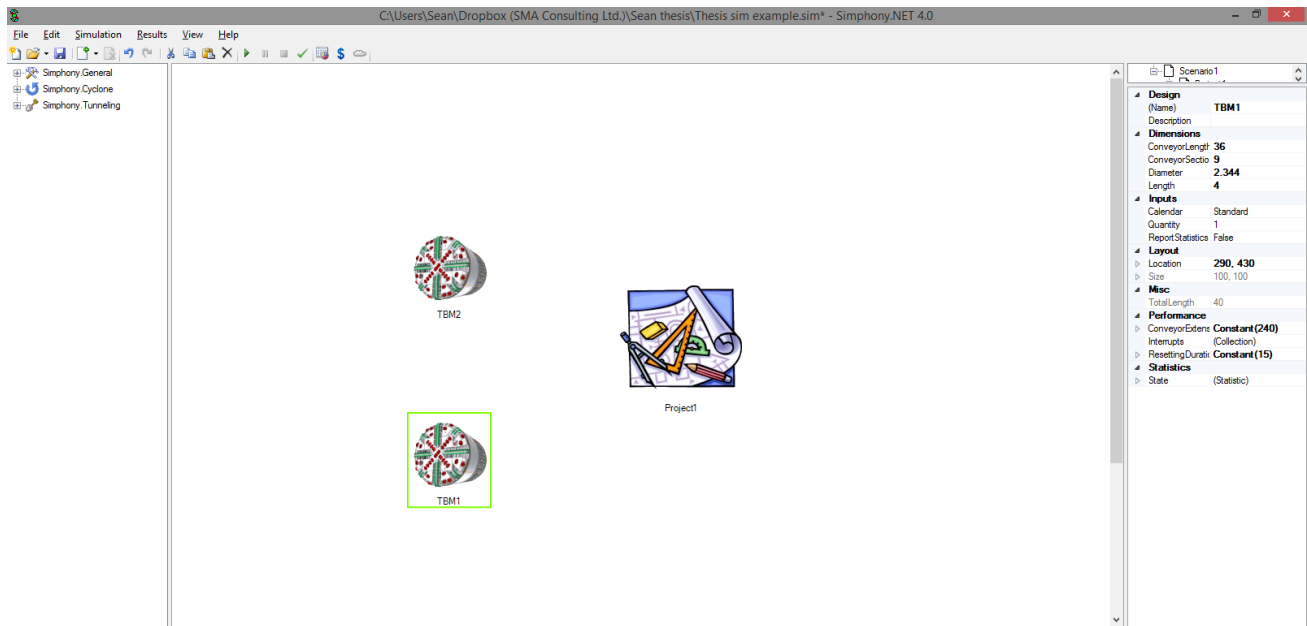 C:\Users\Sean\Dropbox (SMA Consulting Ltd.)\Sean thesis\Thesis sim example.sim* - Simphony.NET 4.0
File Edit Simulation Results View Help
Simphony.General
Simphony.Cyclone
Simphony.Tunneling
TBM2
Project1
TBM1
Scenario1
Design
(Name) TBM1
Description
Dimensions
ConveyorLength 36
ConveyorSectio 9
Diameter 2.344
Length 4
Inputs
Calendar Standard
Quantity 1
ReportStatistics False
Layout
Location 290, 430
Size 100, 100
Misc
TotalLength 40
Performance
ConveyorExtens Constant(240)
Interrupts (Collection)
ResettingDuratic Constant(15)
Statistics
State (Statistic)